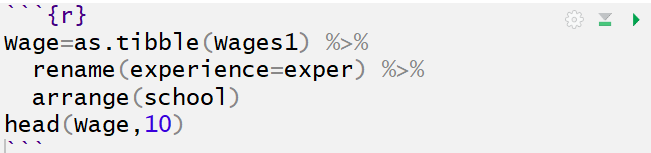 ```{r}
wage=as.tibble(Wages1) %>%
  rename(experience=exper) %>%
  arrange(school)
head(wage,10)
```